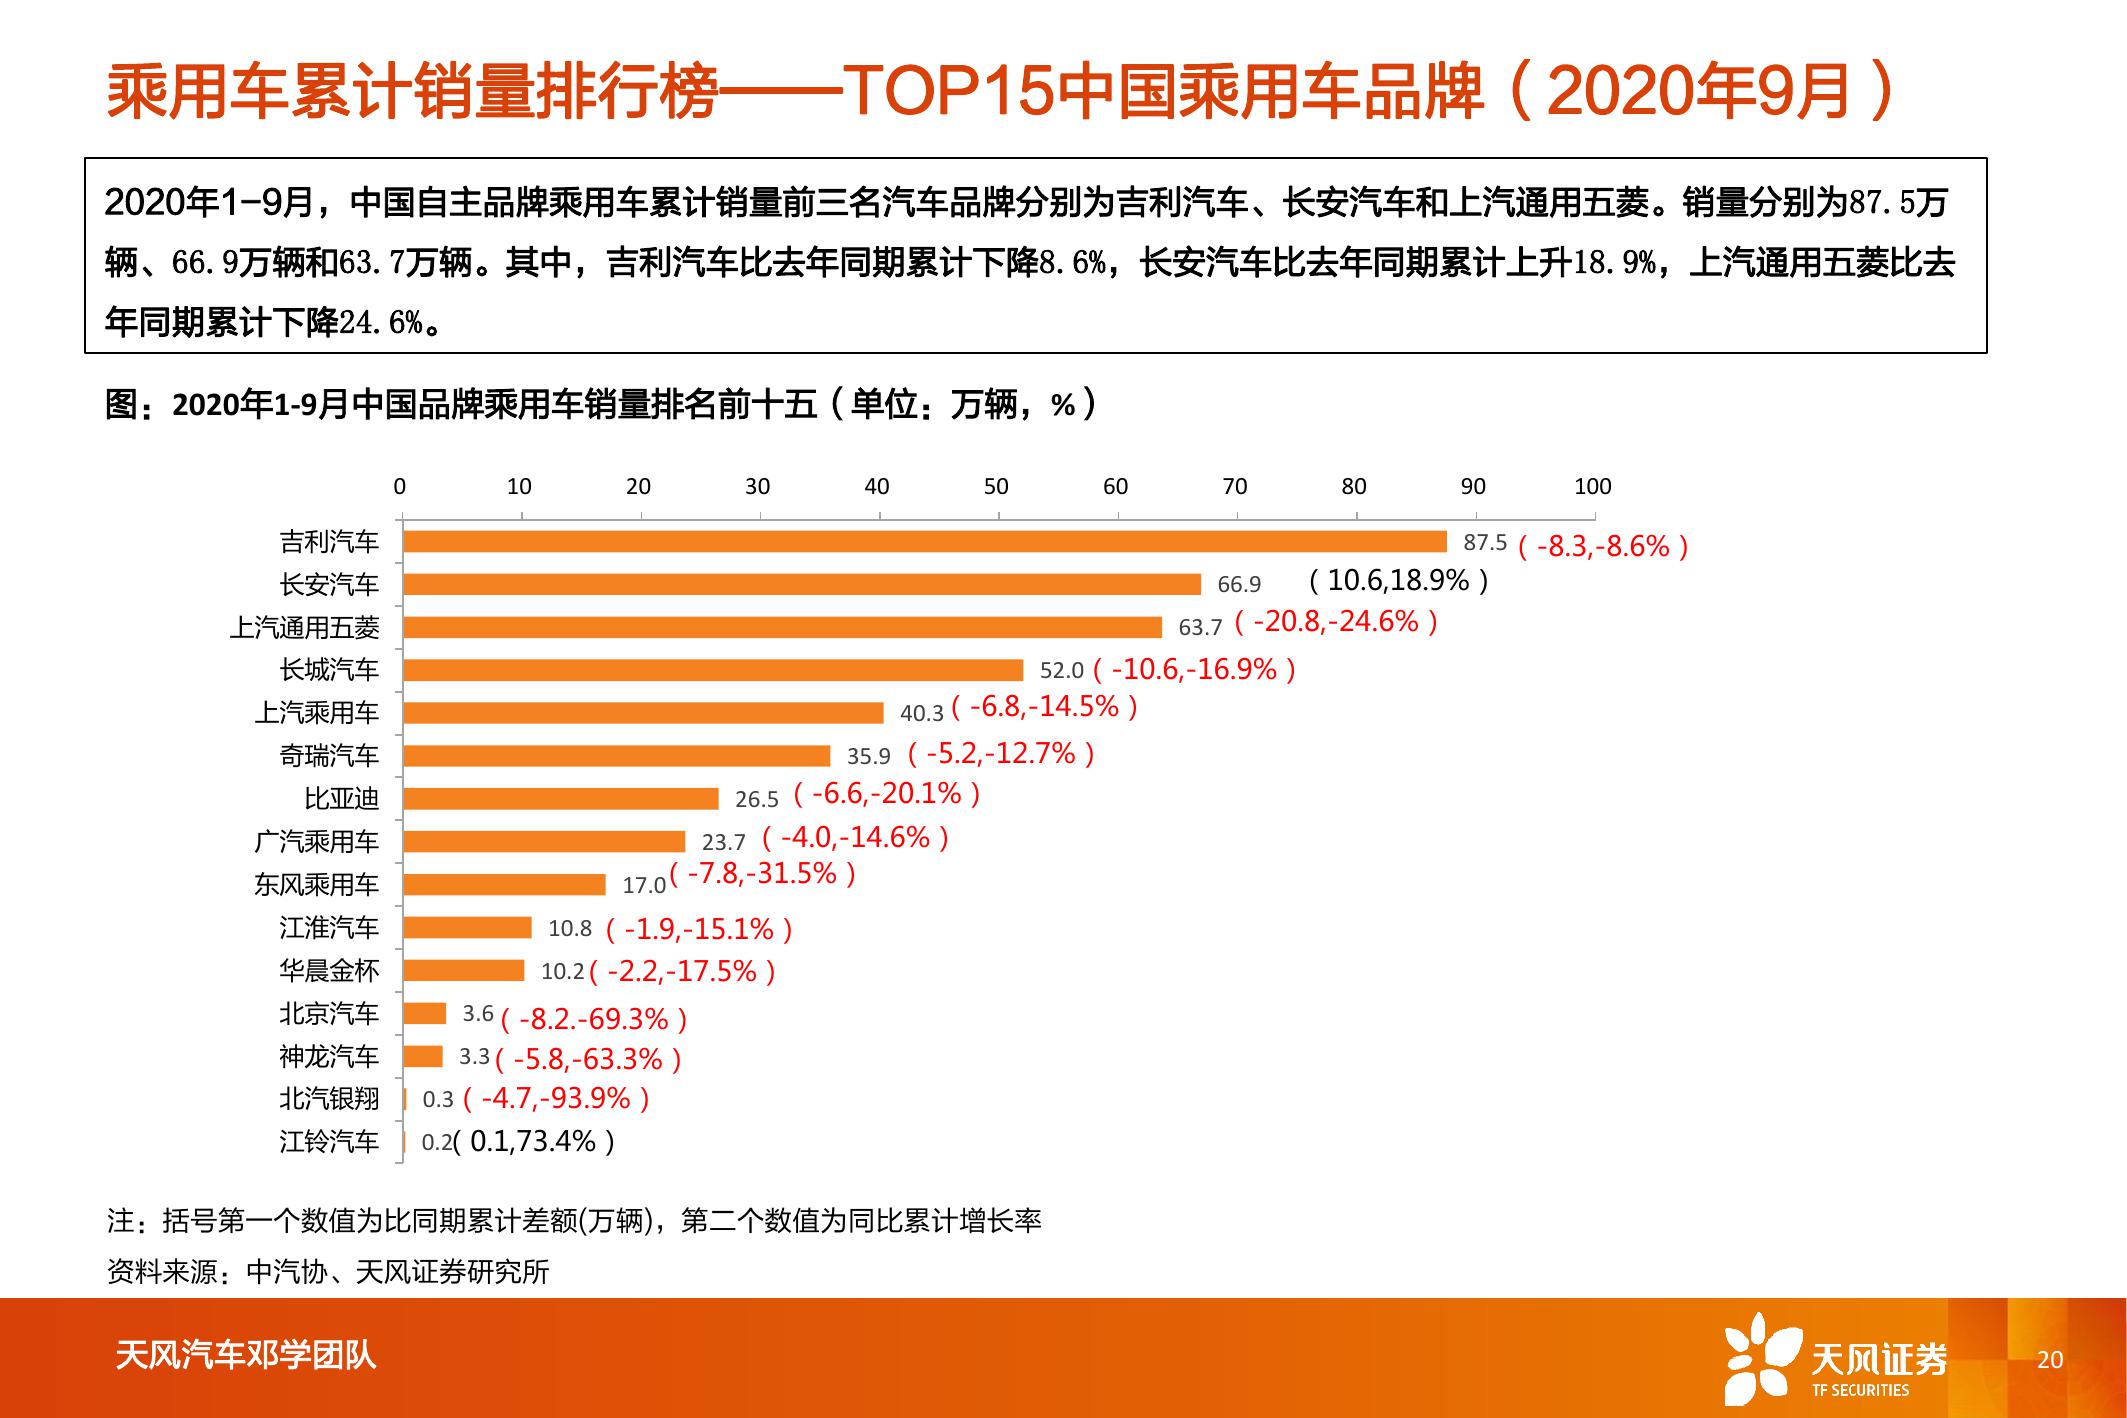 乘用车累计销量排行榜——TOP15中国乘用车品牌（2020年9月）
2020年1-9月，中国自主品牌乘用车累计销量前三名汽车品牌分别为吉利汽车、长安汽车和上汽通用五菱。销量分别为87.5万
辆、66.9万辆和63.7万辆。其中，吉利汽车比去年同期累计下降8.6%，长安汽车比去年同期累计上升18.9%，上汽通用五菱比去
年同期累计下降24.6%。
图：2020年1-9月中国品牌乘用车销量排名前十五（单位：万辆，%）
0 10 20 30 40 50 60 70 80 90 100
吉利汽车 87.5（-8.3,-8.6%）
长安汽车 66.9（10.6,18.9%）
上汽通用五菱 63.7（-20.8,-24.6%）
长城汽车 52.0（-10.6,-16.9%）
上汽乘用车 40.3（-6.8,-14.5%）
奇瑞汽车 35.9（-5.2,-12.7%）
比亚迪 26.5（-6.6,-20.1%）
广汽乘用车 23.7（-4.0,-14.6%）
东风乘用车 17.0（-7.8,-31.5%）
江淮汽车 10.8（-1.9,-15.1%）
华晨金杯 10.2（-2.2,-17.5%）
北京汽车 3.6（-8.2.-69.3%）
神龙汽车 3.3（-5.8,-63.3%）
北汽银翔 0.3（-4.7,-93.9%）
江铃汽车 0.2（0.1,73.4%）
注：括号第一个数值为比同期累计差额(万辆)，第二个数值为同比累计增长率
资料来源：中汽协、天风证券研究所
天风汽车邓学团队
天风证券
TF SECURITIES
20